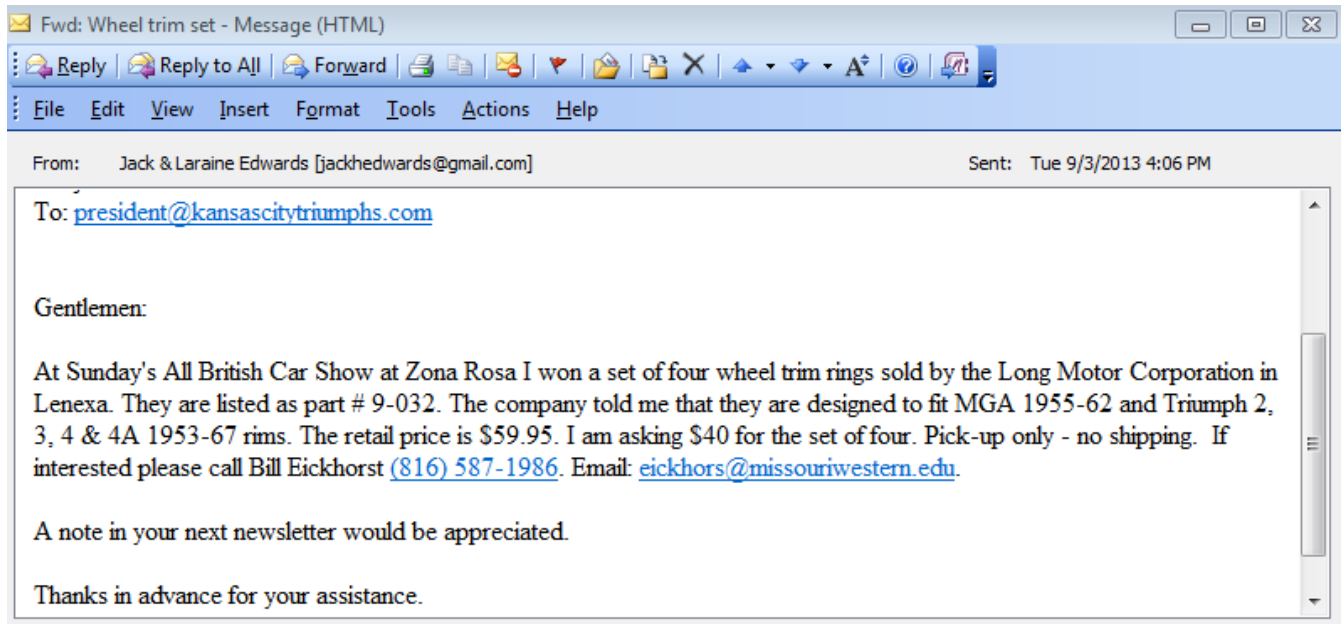 Fwd: Wheel trim set - Message (HTML)
Reply Reply to All Forward
File Edit View Insert Format Tools Actions Help
From: Jack & Laraine Edwards [jackhedwards@gmail.com] Sent: Tue 9/3/2013 4:06 PM
To: president@kansascitytriumphs.com
Gentlemen:
At Sunday's All British Car Show at Zona Rosa I won a set of four wheel trim rings sold by the Long Motor Corporation in
Lenexa. They are listed as part # 9-032. The company told me that they are designed to fit MGA 1955-62 and Triumph 2,
3, 4 & 4A 1953-67 rims. The retail price is $59.95. I am asking $40 for the set of four. Pick-up only - no shipping. If
interested please call Bill Eickhorst (816) 587-1986. Email: eickhors@missouriwestern.edu.
A note in your next newsletter would be appreciated.
Thanks in advance for your assistance.